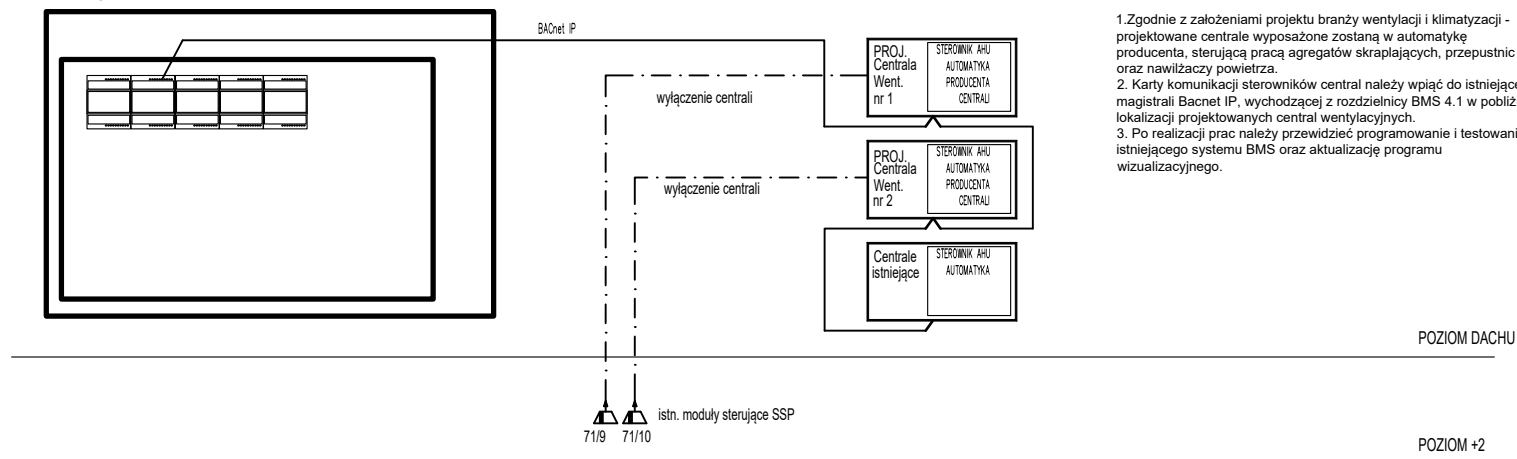 BACnet IP
wyłączenie centrali
wyłączenie centrali
PROJ.
Centrala
Went.
nr 1
STEROWNIK AHU
AUTOMATYKA
PRODUCENTA
CENTRALI
PROJ.
Centrala
Went.
nr 2
STEROWNIK AHU
AUTOMATYKA
PRODUCENTA
CENTRALI
Centrale
istniejące
STEROWNIK AHU
AUTOMATYKA
1.Zgodnie z założeniami projektu branży wentylacji i klimatyzacji -
projektowane centrale wyposażone zostaną w automatykę
producenta, sterującą pracą agregatów skraplających, przepustnic
oraz nawilżaczy powietrza.
2. Karty komunikacji sterowników central należy wpiąć do
magistrali Bacnet IP, wychodzącej z rozdzielnicy BMS 4.1 w
lokalizacji projektowanych central wentylacyjnych.
3. Po realizacji prac należy przewidzieć programowanie i
istniejącego systemu BMS oraz aktualizację programu
wizualizacyjnego.
POZIOM DACHU
istn. moduły sterujące SSP
71/9 71/10
POZIOM +2